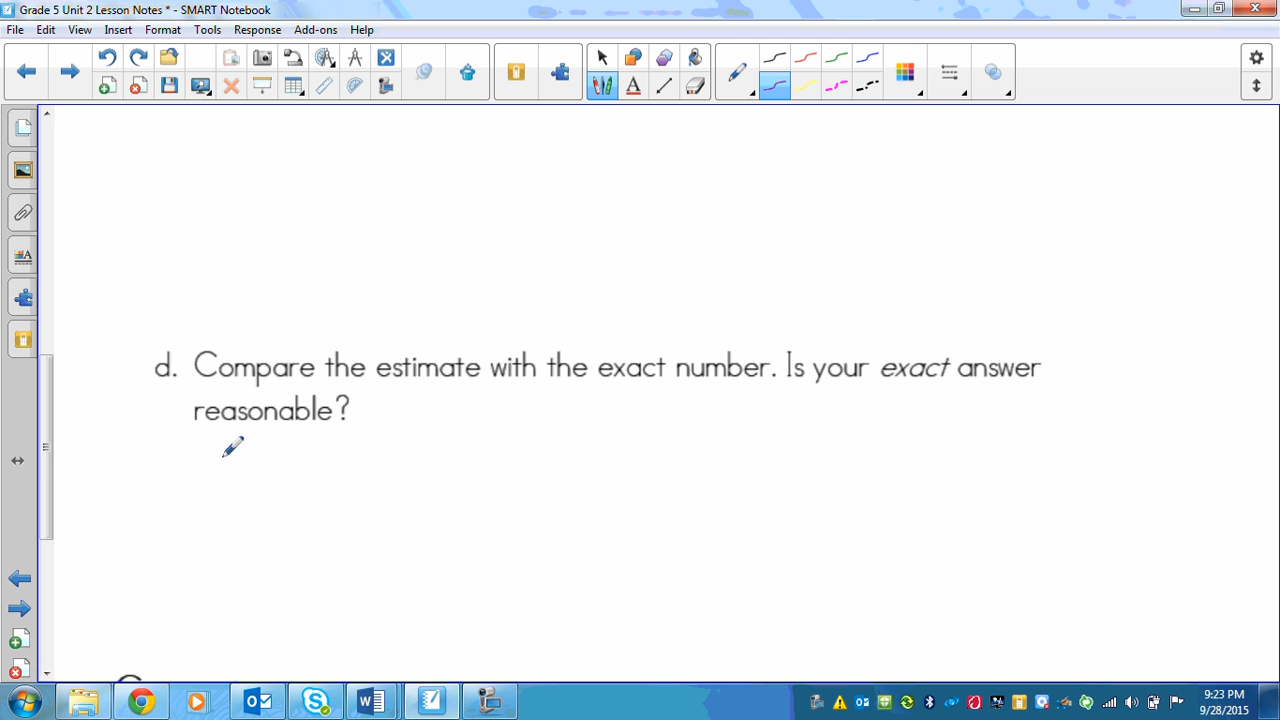 Grade 5 Unit 2 Lesson Notes * - SMART Notebook
File Edit View Insert Format Tools Response Add-ons Help
d. Compare the estimate with the exact number. Is your exact answer
reasonable?
9:23 PM
9/28/2015